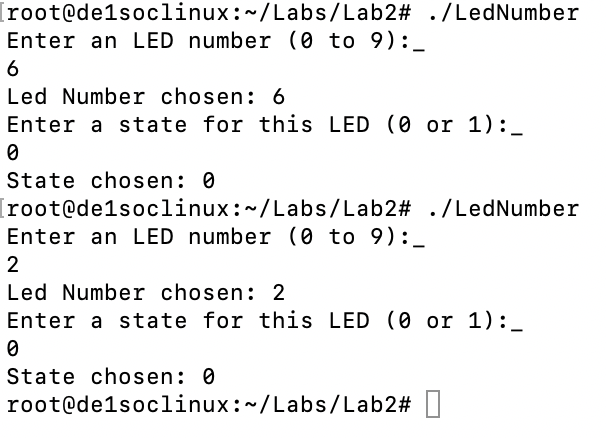 root@de1soclinux:~/Labs/Lab2# ./LedNumber
Enter an LED number (0 to 9):_
6
Led Number chosen: 6
Enter a state for this LED (0 or 1):_
0
State chosen: 0
root@de1soclinux:~/Labs/Lab2# ./LedNumber
Enter an LED number (0 to 9):_
2
Led Number chosen: 2
Enter a state for this LED (0 or 1):_
0
State chosen: 0
root@de1soclinux:~/Labs/Lab2#